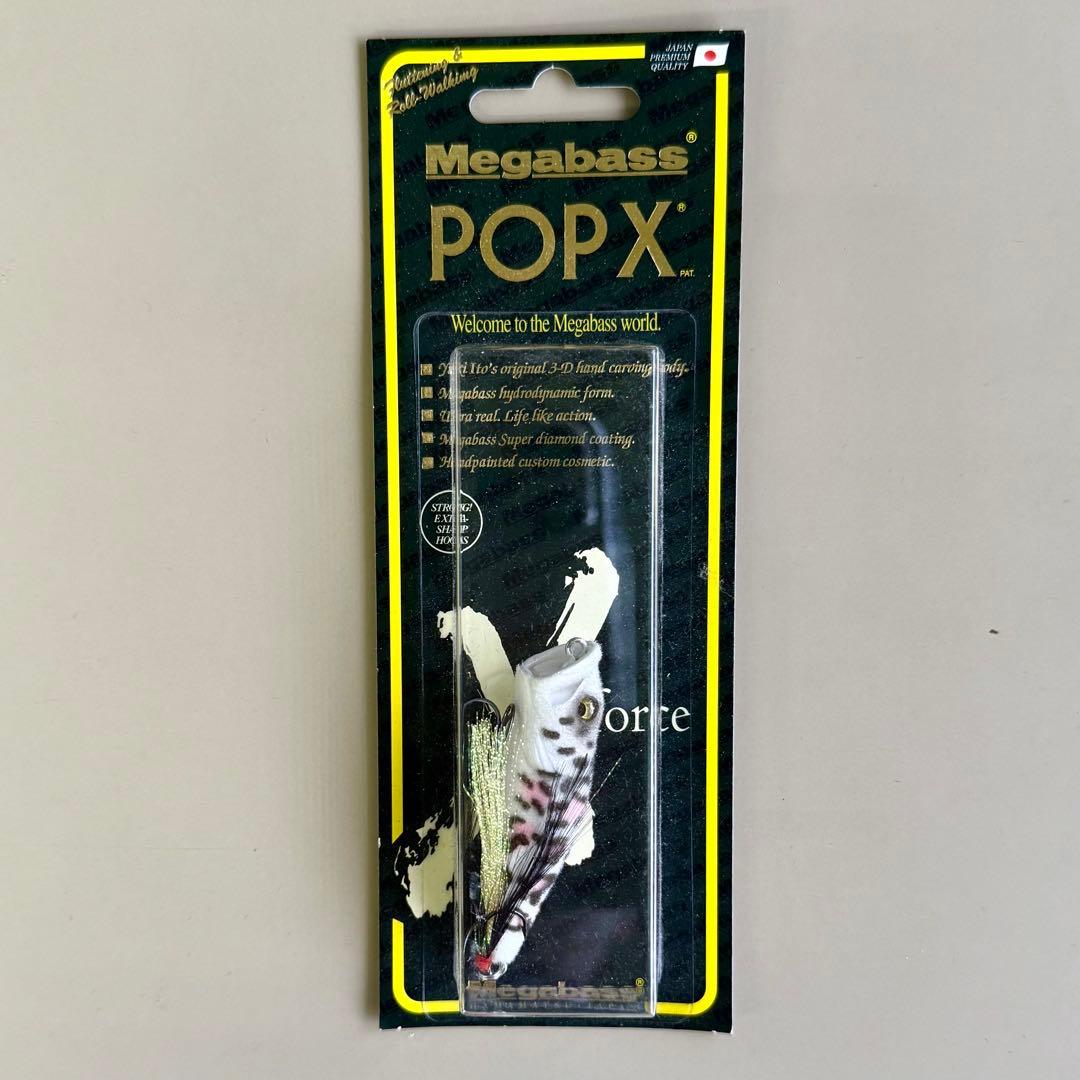 Fluttering &
Roll-Walking
JAPAN
PREMIUM
QUALITY
Megabass®
POPX®
PAT.
Welcome to the Megabass world.
Yuki Ito's original 3-D hand carving body.
Megabass hydrodynamic form.
Ultra real. Life like action.
Megabass Super diamond coating.
Handpainted custom cosmetic.
STRONG!
EXTRA-
SHARP
HOOKS
orce
Megabass®
HAMAMATSU JAPAN